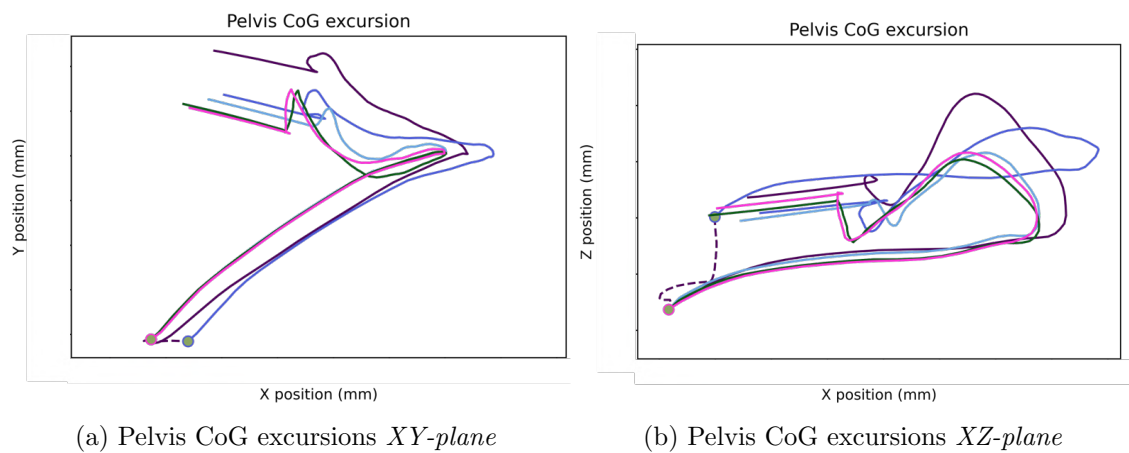 Pelvis CoG excursion
Y position (mm)
X position (mm)
(a) Pelvis CoG excursions XY-plane
Pelvis CoG excursion
Z position (mm)
X position (mm)
(b) Pelvis CoG excursions XZ-plane